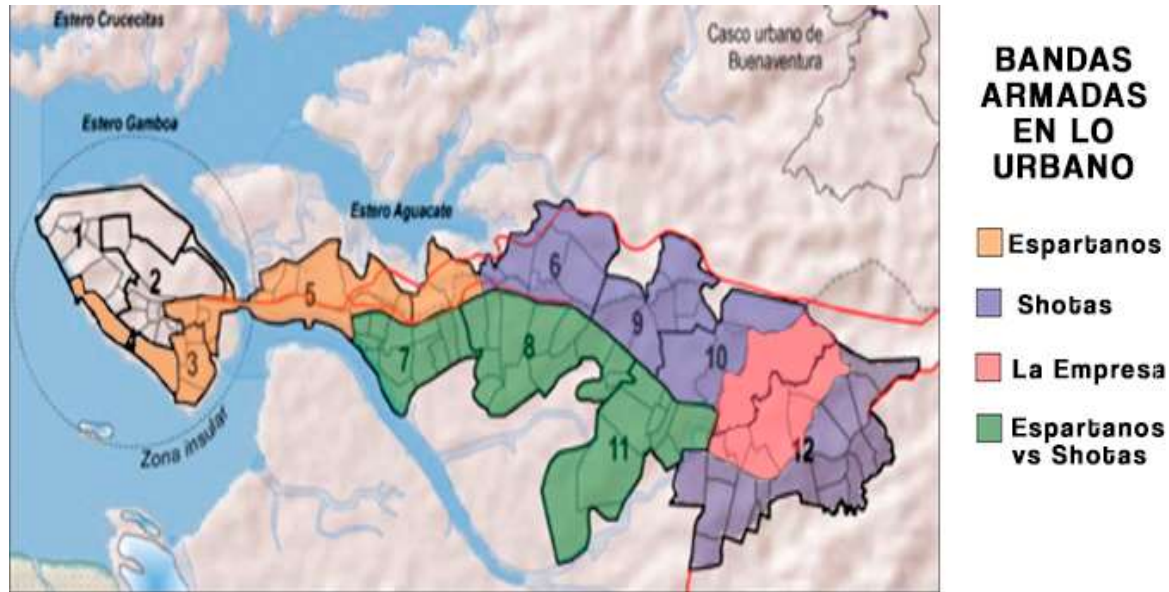 Estero Crucecitas
Casco urbano de
Buenaventura
Estero Gamboa
Estero Aguacate
Zona insular
1
2
3
5
6
7
8
9
10
11
12
BANDAS
ARMADAS
EN LO
URBANO
Espartanos
Shotas
La Empresa
Espartanos
vs Shotas